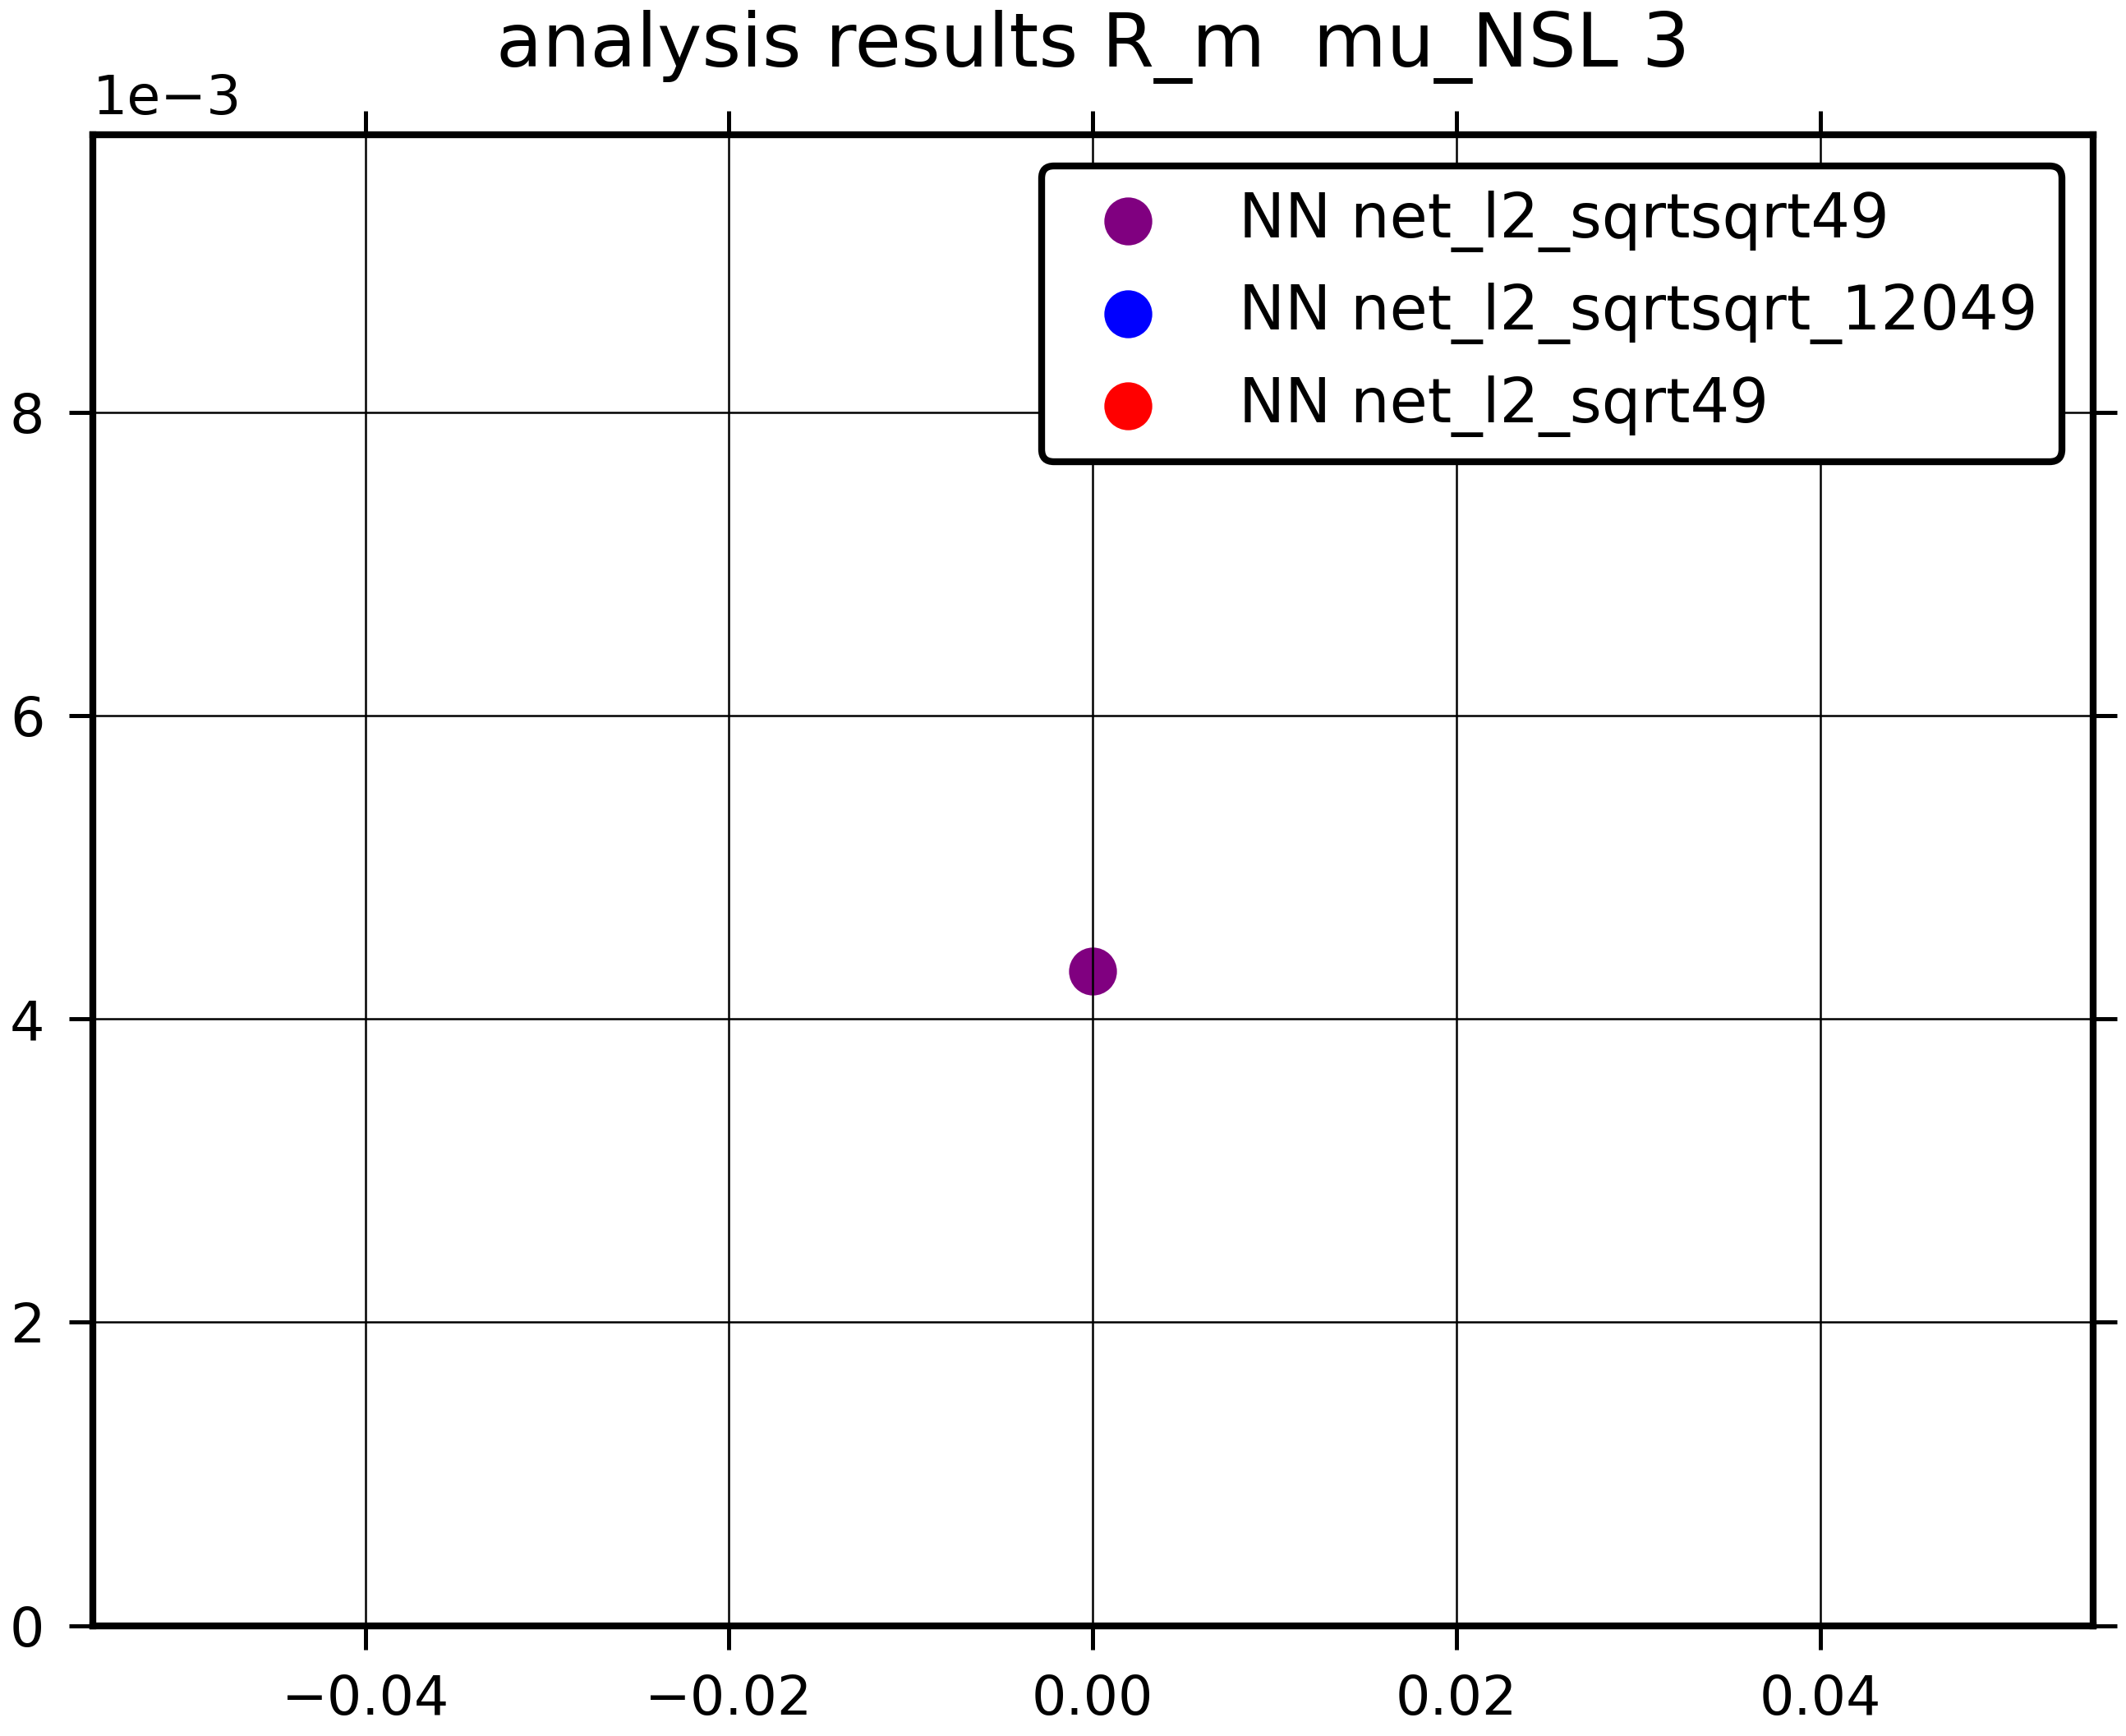 analysis results R_m  mu_NSL 3
1e−3
NN net_l2_sqrtsqrt49
NN net_l2_sqrtsqrt_12049
NN net_l2_sqrt49
8
6
4
2
0
−0.04 −0.02 0.00 0.02 0.04